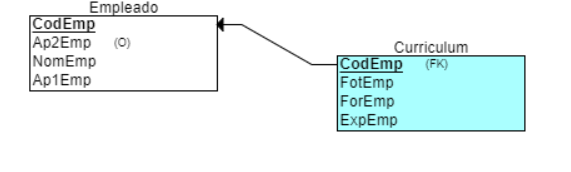 Empleado
CodEmp
Ap2Emp (O)
NomEmp
Ap1Emp
Curriculum
CodEmp (FK)
FotEmp
ForEmp
ExpEmp